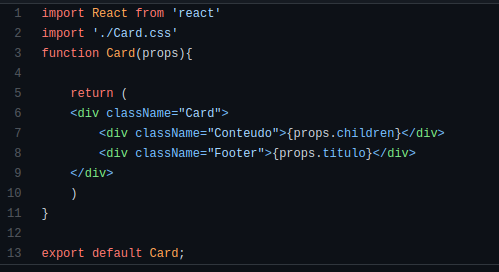 1 import React from 'react'
2 import './Card.css'
3 function Card(props){
4
5     return (
6     <div className="Card">
7         <div className="Conteudo">{props.children}</div>
8         <div className="Footer">{props.titulo}</div>
9     </div>
10     )
11 }
12
13 export default Card;